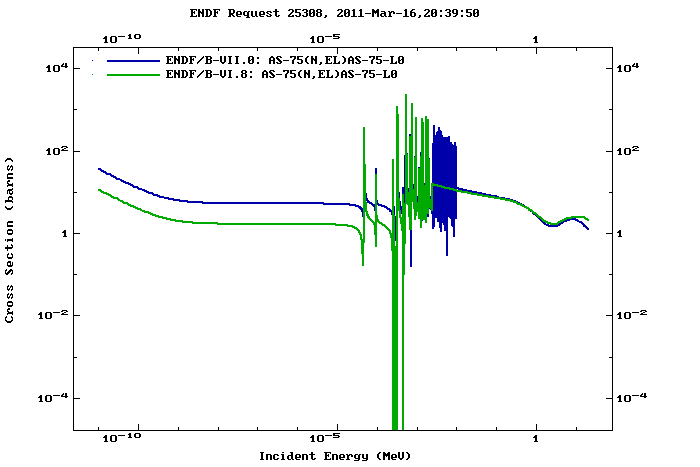 ENDF Request 25308, 2011-Mar-16,20:39:50
10-10 10-5 1
ENDF/B-VII.0: AS-75(N,EL)AS-75-L0
ENDF/B-VI.8: AS-75(N,EL)AS-75-L0
10^4 10^4
10^2 10^2
1 1
10-2 10-2
10-4 10-4
Cross Section (barns)
10-10 10-5 1
Incident Energy (MeV)